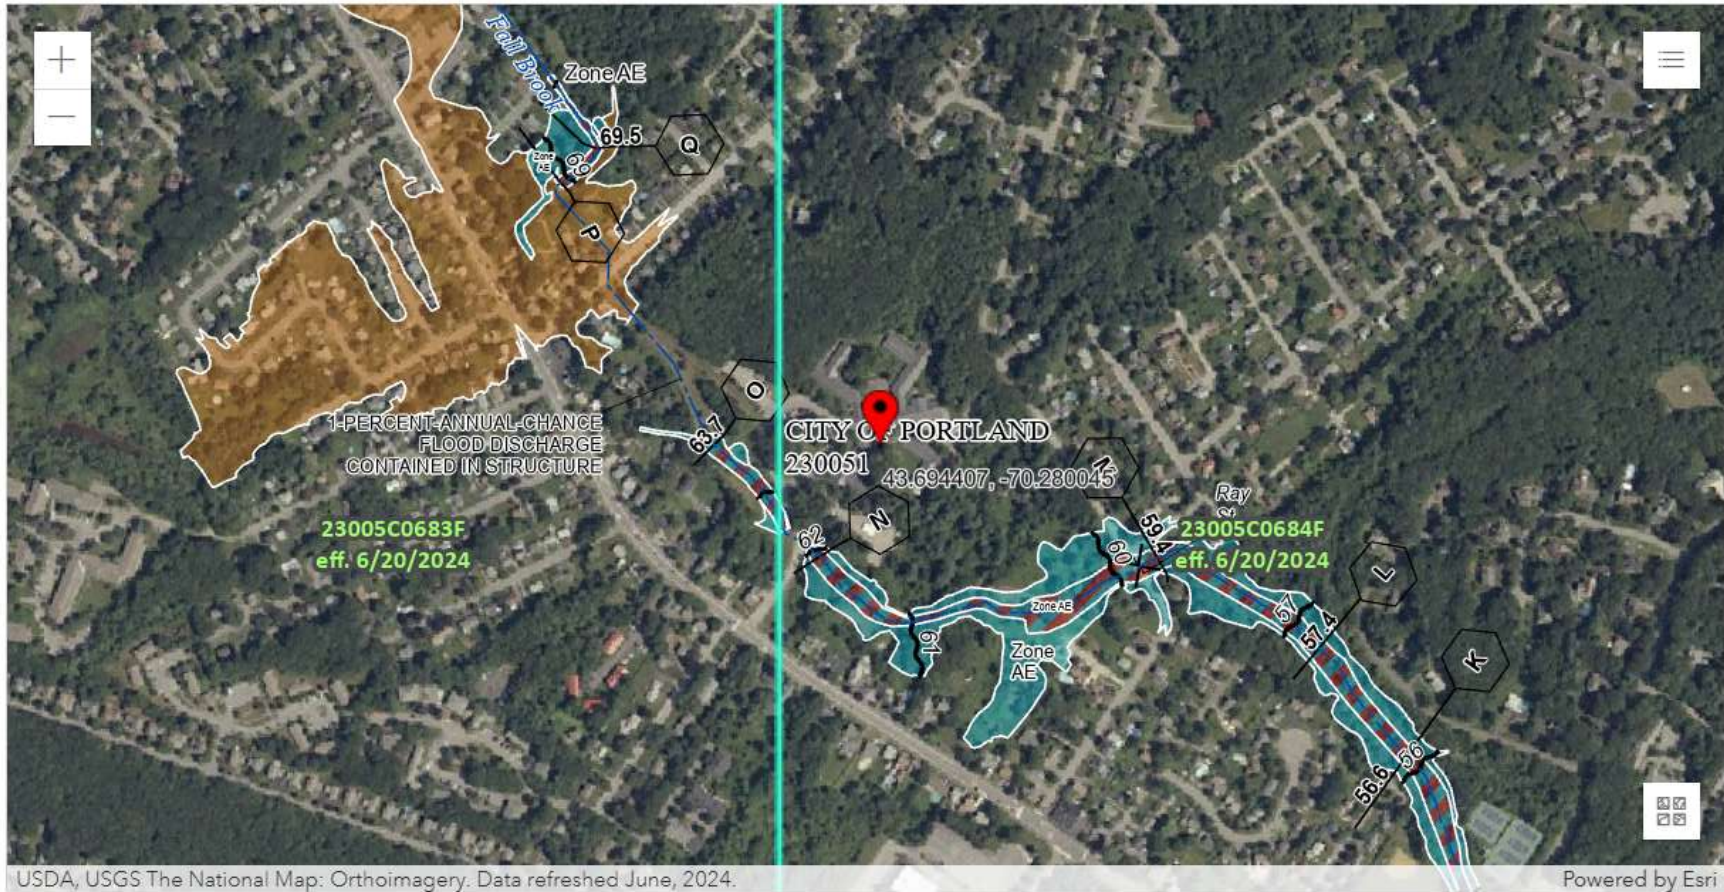 Fall Brook
Zone AE
69.5
Q
Zone
AE
69
P
O
63.7
1-PERCENT-ANNUAL-CHANCE
FLOOD DISCHARGE
CONTAINED IN STRUCTURE
CITY OF PORTLAND
230051
43.694407, -70.280045
M
N
62
Ray
St
23005C0683F
eff. 6/20/2024
59.4
23005C0684F
eff. 6/20/2024
60
L
Zone AE
57
57.4
61
Zone
AE
K
56
56.6
USDA, USGS The National Map: Orthoimagery. Data refreshed June, 2024.
Powered by Esri